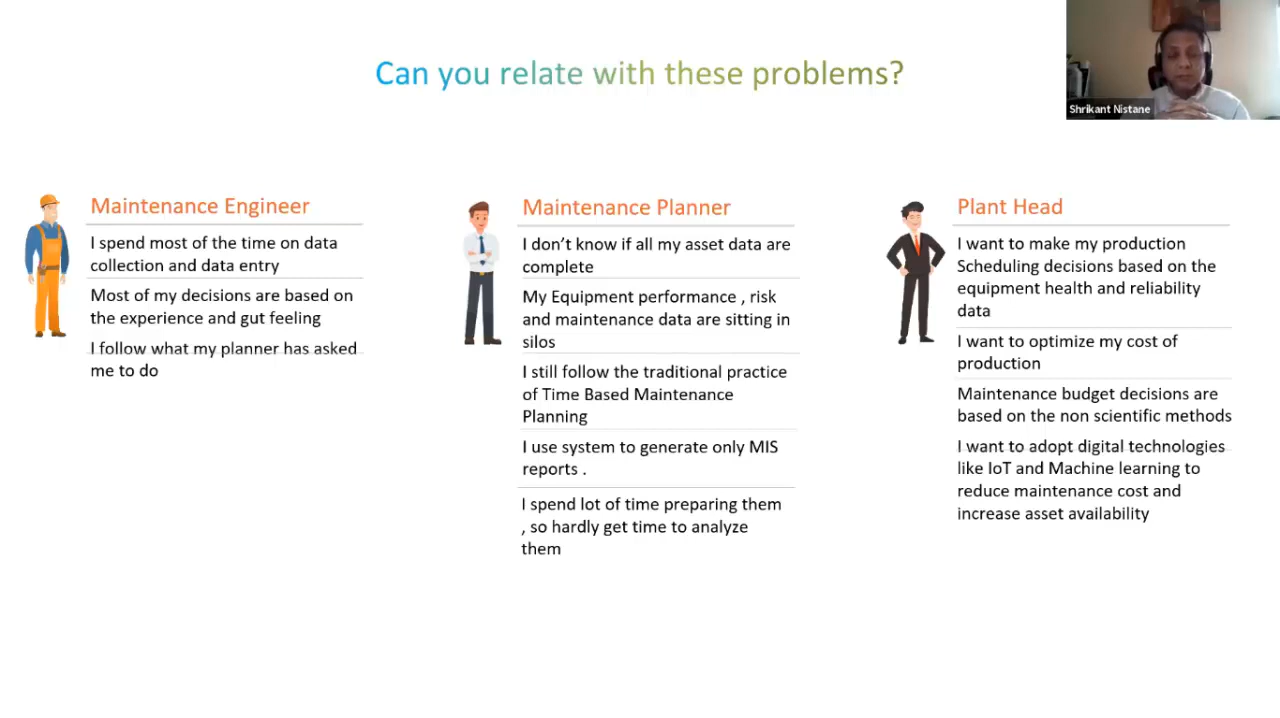 Can you relate with these problems?
Shrikant Nistane
Maintenance Engineer
I spend most of the time on data
collection and data entry
Most of my decisions are based on
the experience and gut feeling
I follow what my planner has asked
me to do
Maintenance Planner
I don’t know if all my asset data are
complete
My Equipment performance , risk
and maintenance data are sitting in
silos
I still follow the traditional practice
of Time Based Maintenance
Planning
I use system to generate only MIS
reports .
I spend lot of time preparing them
, so hardly get time to analyze
them
Plant Head
I want to make my production
Scheduling decisions based on the
equipment health and reliability
data
I want to optimize my cost of
production
Maintenance budget decisions are
based on the non scientific methods
I want to adopt digital technologies
like IoT and Machine learning to
reduce maintenance cost and
increase asset availability